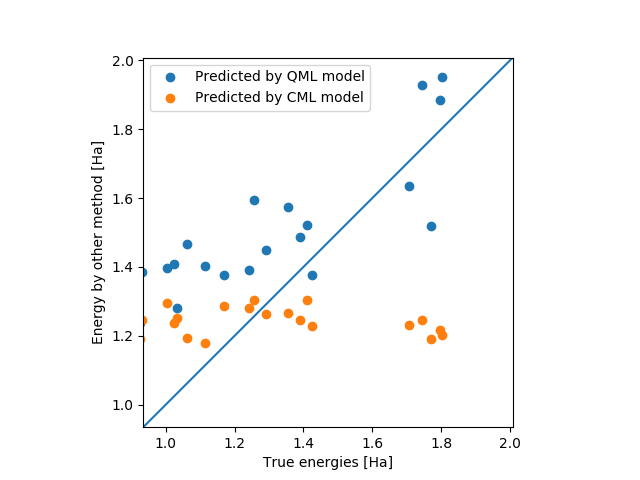 Predicted by QML model
Predicted by CML model
Energy by other method [Ha]
2.0
1.8
1.6
1.4
1.2
1.0
1.0 1.2 1.4 1.6 1.8 2.0
True energies [Ha]